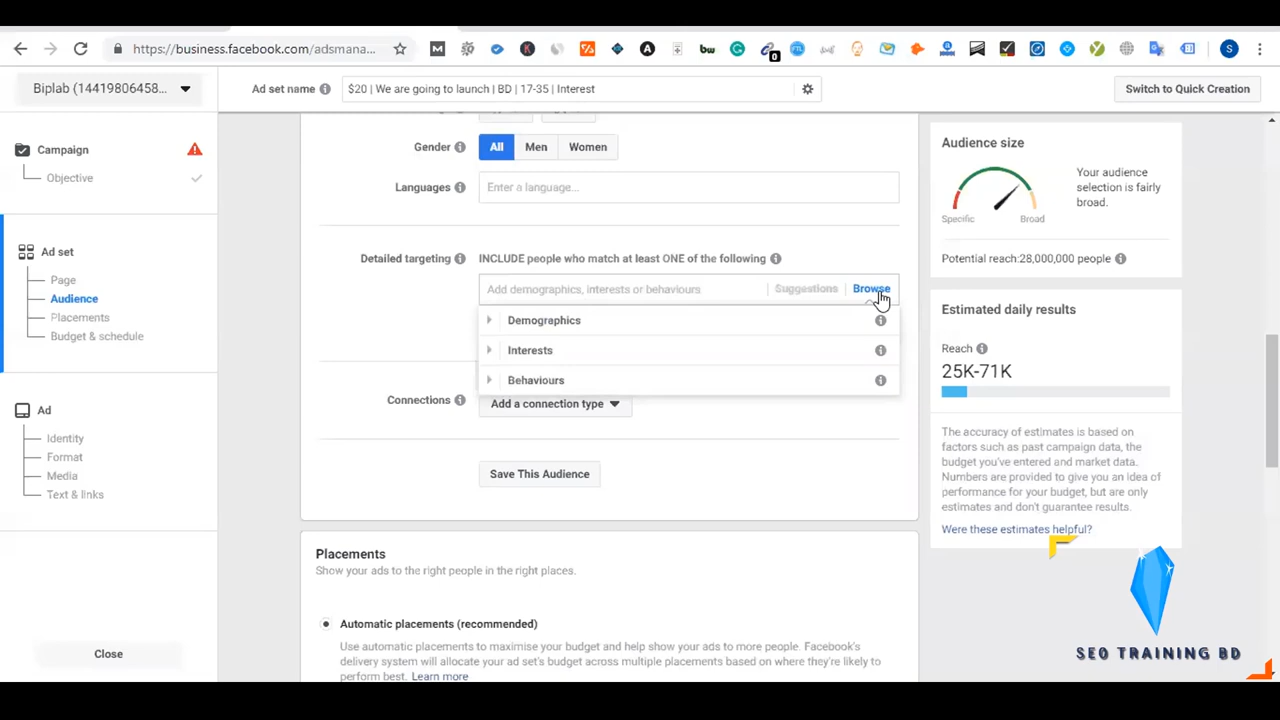 https://business.facebook.com/adsmana...
bw
0
FTL
S
Biplab (14419806458...
Ad set name
$20 | We are going to launch | BD | 17-35 | Interest
Switch to Quick Creation
Campaign
Objective
Ad set
Page
Audience
Placements
Budget & schedule
Ad
Identity
Format
Media
Text & links
Close
Gender
All
Men
Women
Languages
Enter a language...
Detailed targeting
INCLUDE people who match at least ONE of the following
Add demographics, interests or behaviours
Suggestions
Browse
Demographics
Interests
Behaviours
Connections
Add a connection type
Save This Audience
Placements
Show your ads to the right people in the right places.
Automatic placements (recommended)
Use automatic placements to maximise your budget and help show your ads to more people. Facebook's
delivery system will allocate your ad set's budget across multiple placements based on where they're likely to
perform best. Learn more
Audience size
Your audience
selection is fairly
broad.
Specific
Broad
Potential reach:28,000,000 people
Estimated daily results
Reach
25K-71K
The accuracy of estimates is based on
factors such as past campaign data, the
budget you've entered and market data.
Numbers are provided to give you an idea of
performance for your budget, but are only
estimates and don't guarantee results.
Were these estimates helpful?
SEO TRAINING BD